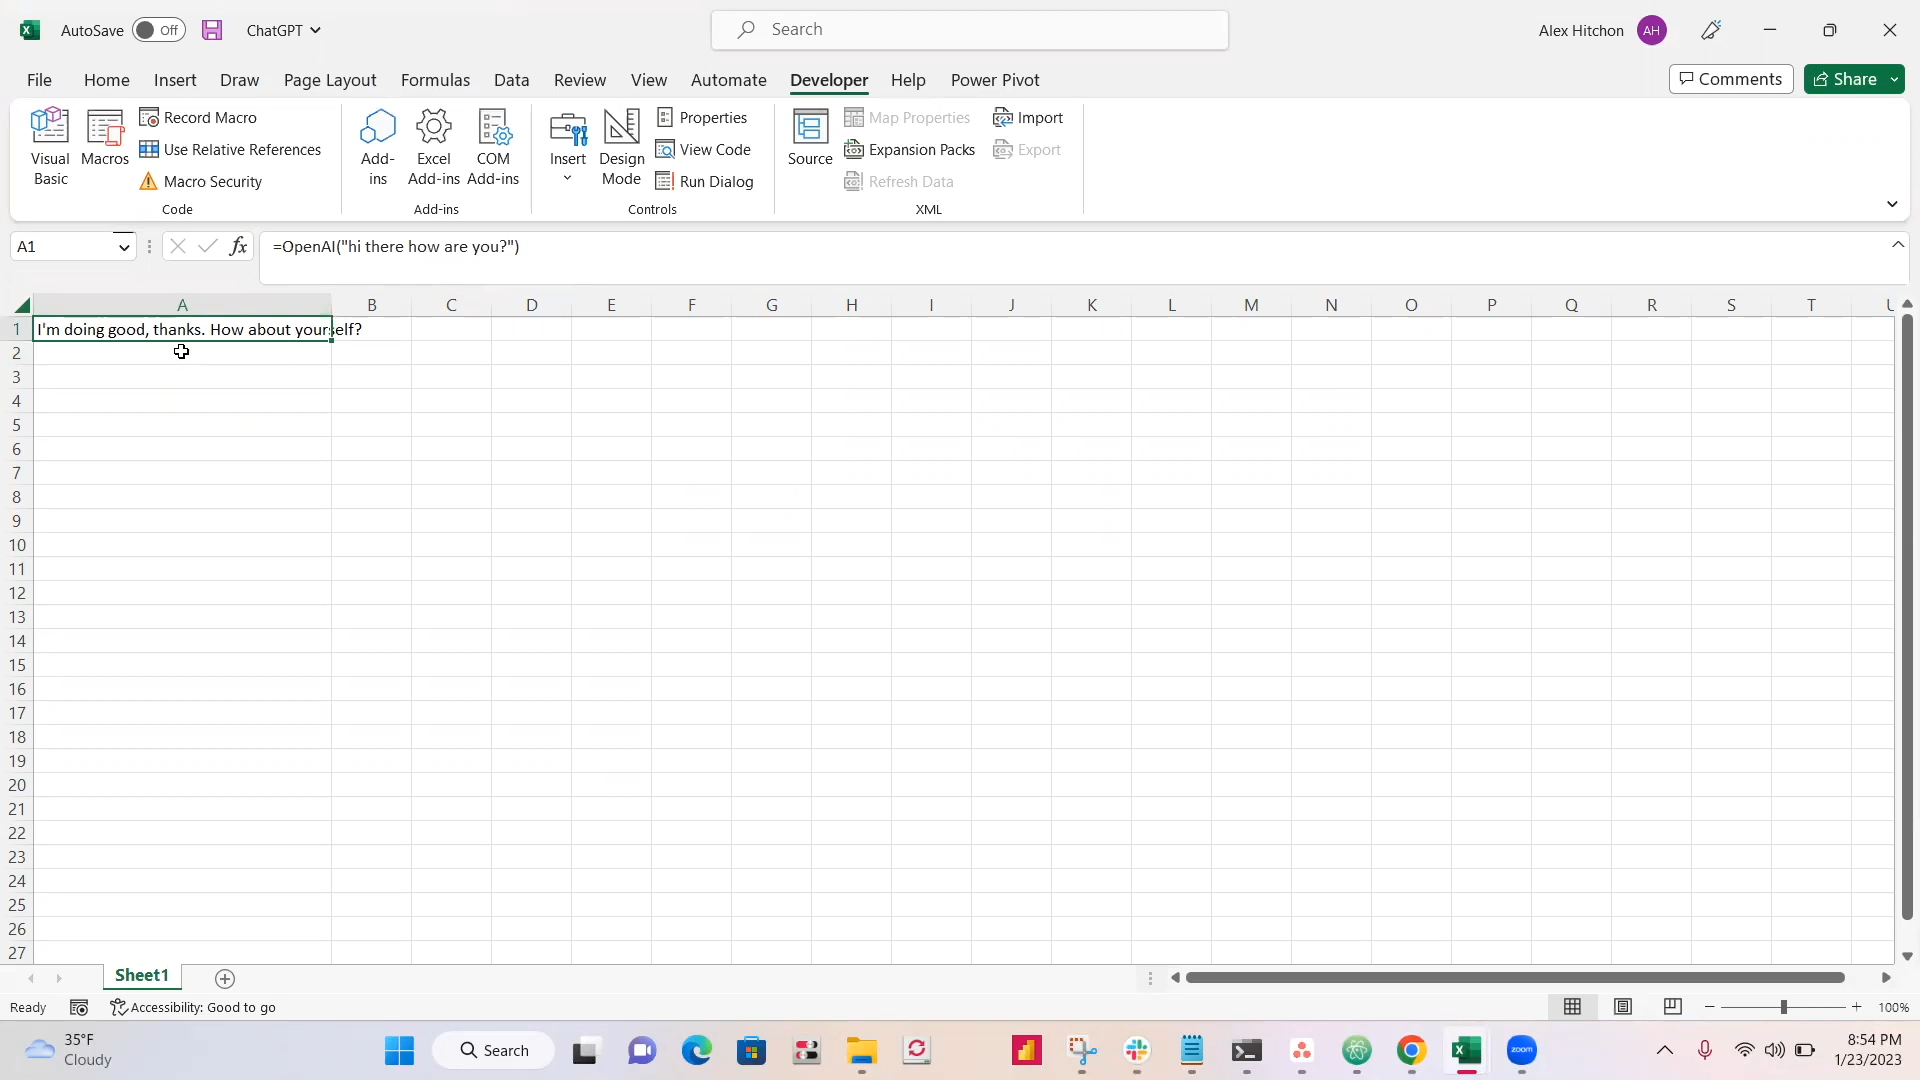 AutoSave Off ChatGPT Search Alex Hitchon AH
File Home Insert Draw Page Layout Formulas Data Review View Automate Developer Help Power Pivot Comments Share
Visual Basic
Macros
Record Macro
Use Relative References
Macro Security
Code
Add-ins
Excel Add-ins
COM Add-ins
Add-ins
Insert
Design Mode
Properties
View Code
Run Dialog
Controls
Source
Map Properties
Expansion Packs
Refresh Data
Import
Export
XML
A1 fx =OpenAI("hi there how are you?")
A B C D E F G H I J K L M N O P Q R S T U
1 I'm doing good, thanks. How about yourself?
2
3
4
5
6
7
8
9
10
11
12
13
14
15
16
17
18
19
20
21
22
23
24
25
26
27
Sheet1
Ready Accessibility: Good to go 100%
35°F
Cloudy
Search
zoom
8:54 PM
1/23/2023